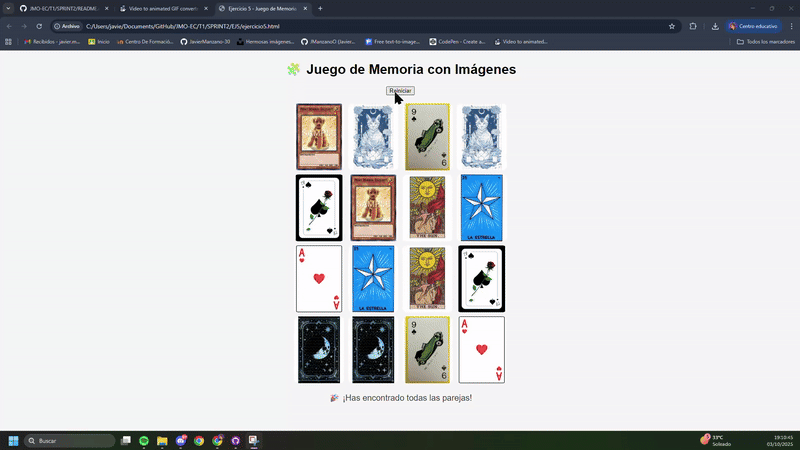 JMO-EC/T1/SPRINT2/README
Video to animated GIF convert
Ejercicio 5 - Juego de Memoria
Archivo
C:/Users/javie/Documents/GitHub/JMO-EC/T1/SPRINT2/EJ5/ejercicio5.html
Centro educativo
Recibidos - javier.m...
Inicio
Centro De Formació...
JavierManzano-30
Hermosas imágenes...
JManzanoD (Javier...
Free text-to-image...
CodePen - Create a...
Video to animated...
Todos los marcadores
Juego de Memoria con Imágenes
Reiniciar
9
9
THE SUN
LA ESTRELLA
A
LA ESTRELLA
THE SUN
A
9
9
A
A
🎉 ¡Has encontrado todas las parejas!
Buscar
33°C
Soleado
19:10:45
03/10/2025